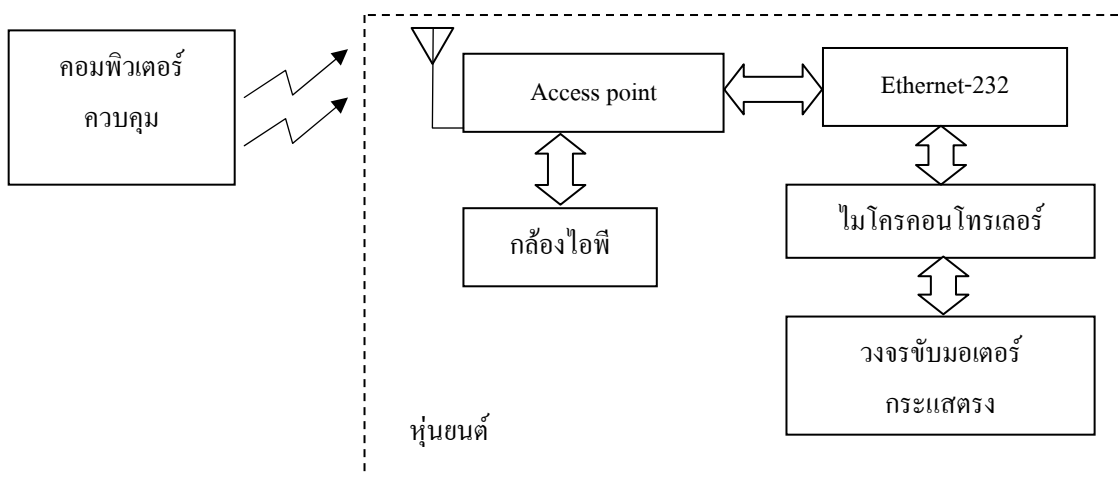 คอมพิวเตอร์
ควบคุม
Access point
Ethernet-232
กล้องไอพี
ไมโครคอนโทรเลอร์
วงจรขับมอเตอร์
กระแสตรง
หุ่นยนต์